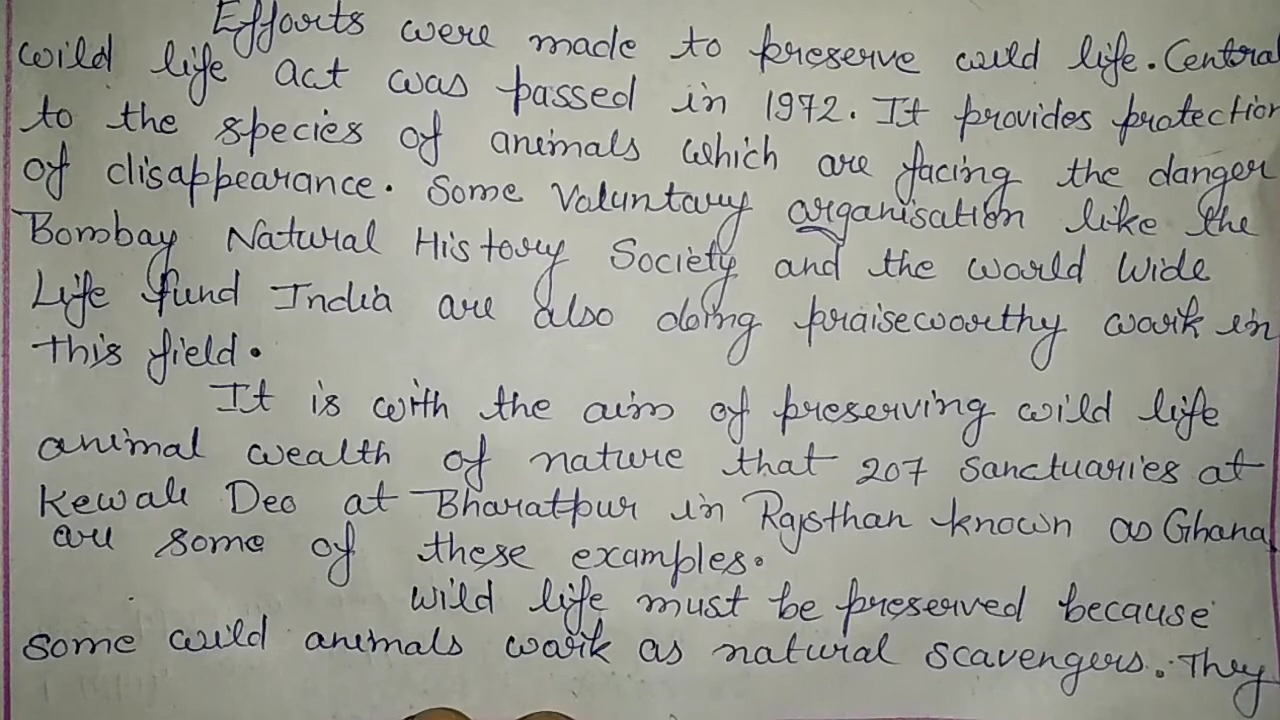 Efforts were made to preserve wild life. Central
wild life act was passed in 1972. It provides protection
to the species of animals which are facing the danger
of disappearance. Some Voluntary organisation like the
Bombay Natural History Society and the world Wide
Life fund India are also doing praiseworthy work in
this field.
It is with the aim of preserving wild life
animal wealth of nature that 207 Sanctuaries at
Kewale Deo at Bharatpur in Rajsthan known as Ghana
are some of these examples.
Wild life must be preserved because
some wild animals work as natural scavengers. They